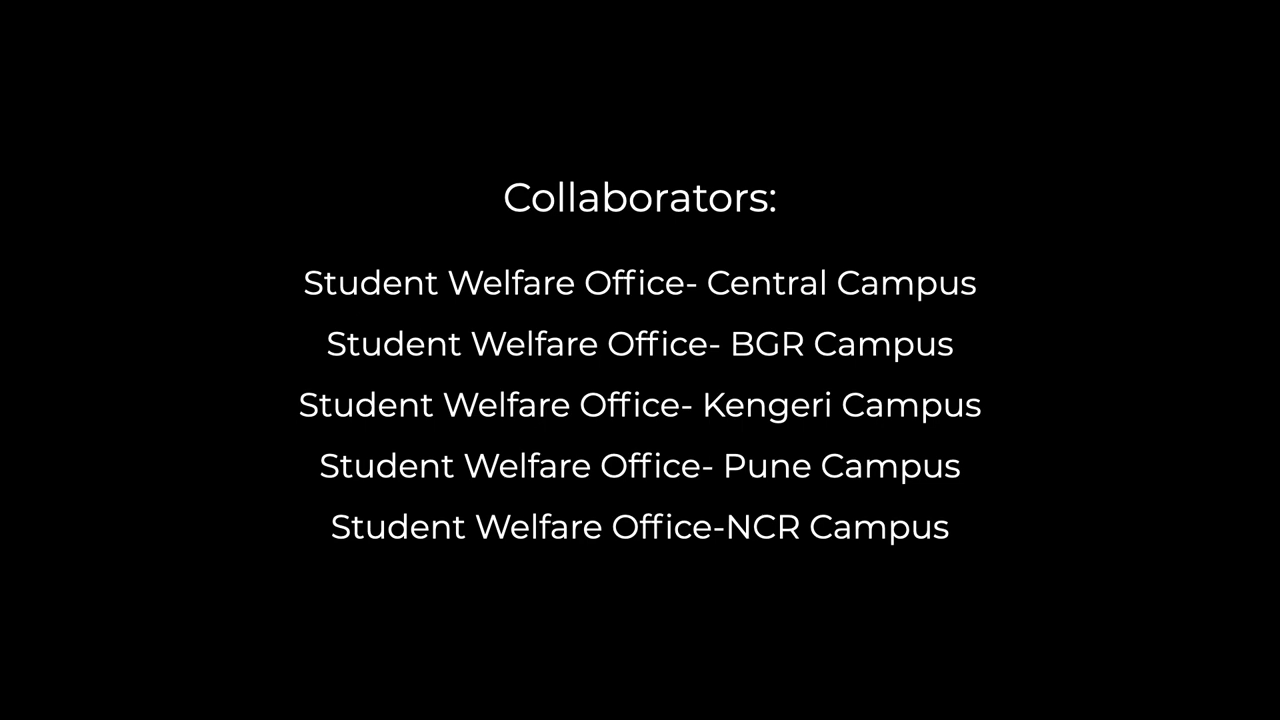 Collaborators:
Student Welfare Office- Central Campus
Student Welfare Office- BGR Campus
Student Welfare Office- Kengeri Campus
Student Welfare Office- Pune Campus
Student Welfare Office-NCR Campus